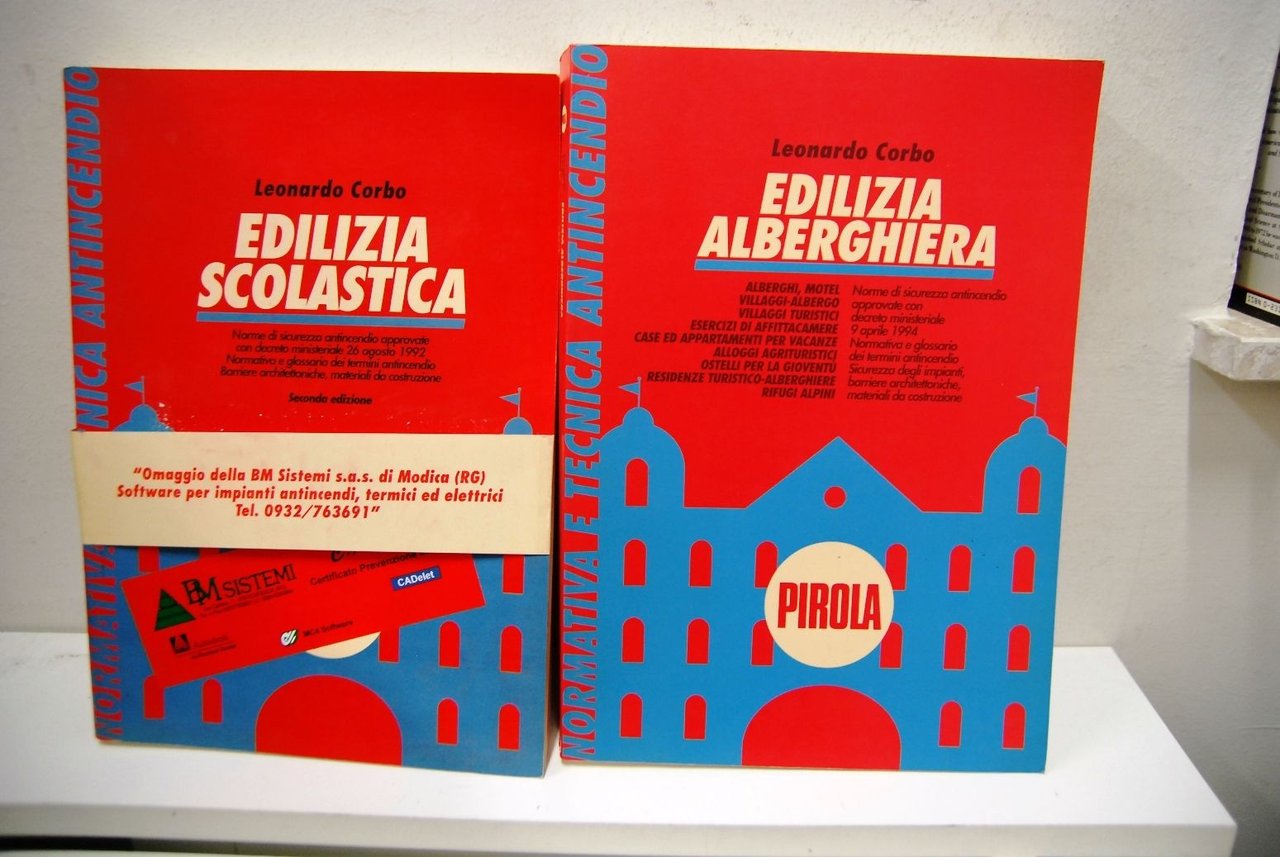 NORMATIVA E TECNICA ANTINCENDIO
Leonardo Corbo
EDILIZIA
SCOLASTICA
Norme di sicurezza antincendio approvate
con decreto ministeriale 26 agosto 1992
Normativa e glossario dei termini antincendio
Barriere architettoniche, materiali da costruzione
Seconda edizione
"Omaggio della BM Sistemi s.a.s. di Modica (RG)
Software per impianti antincendi, termici ed elettrici
Tel. 0932/763691"
BM SISTEMI
Certificato Prevenzione
CADelet
MC4 Software
NORMATIVA E TECNICA ANTINCENDIO
Leonardo Corbo
EDILIZIA
ALBERGHIERA
ALBERGHI, MOTEL
VILLAGGI-ALBERGO
VILLAGGI TURISTICI
ESERCIZI DI AFFITTACAMERE
CASE ED APPARTAMENTI PER VACANZE
ALLOGGI AGRITURISTICI
OSTELLI PER LA GIOVENTÙ
RESIDENZE TURISTICO-ALBERGHIERE
RIFUGI ALPINI
Norme di sicurezza antincendio
approvate con
decreto ministeriale
9 aprile 1994
Normativa e glossario
dei termini antincendio
Sicurezza degli impianti,
barriere architettoniche,
materiali da costruzione
PIROLA